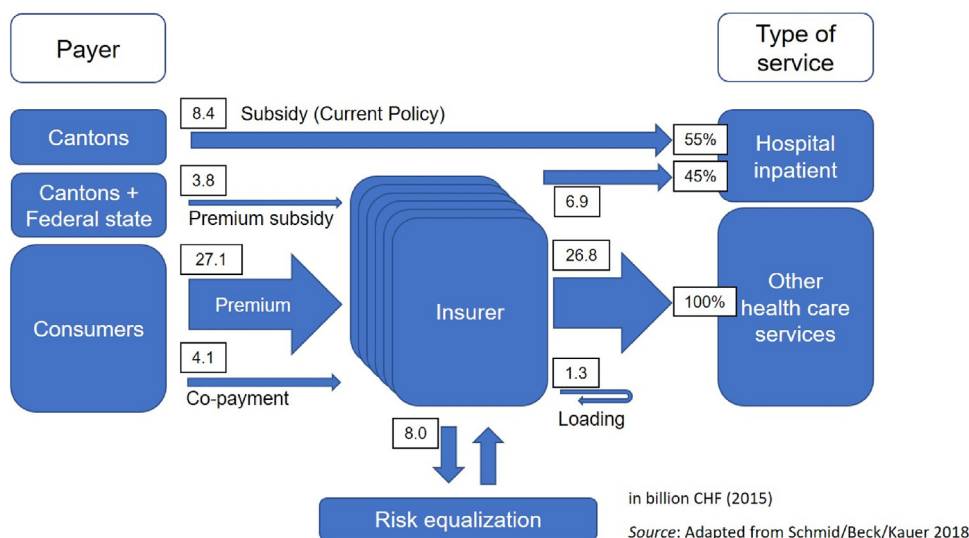 Payer
Type of
service
8.4
Subsidy (Current Policy)
Cantons
55%
Hospital
inpatient
45%
Cantons +
Federal state
3.8
Premium subsidy
6.9
27.1
Premium
Consumers
4.1
Co-payment
Insurer
26.8
100%
Other
health care
services
1.3
Loading
8.0
Risk equalization
in billion CHF (2015)
Source: Adapted from Schmid/Beck/Kauer 2018